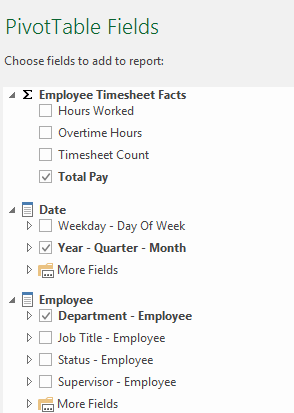 PivotTable Fields
Choose fields to add to report:
Σ Employee Timesheet Facts
Hours Worked
Overtime Hours
Timesheet Count
Total Pay
Date
Weekday - Day Of Week
Year - Quarter - Month
More Fields
Employee
Department - Employee
Job Title - Employee
Status - Employee
Supervisor - Employee
More Fields